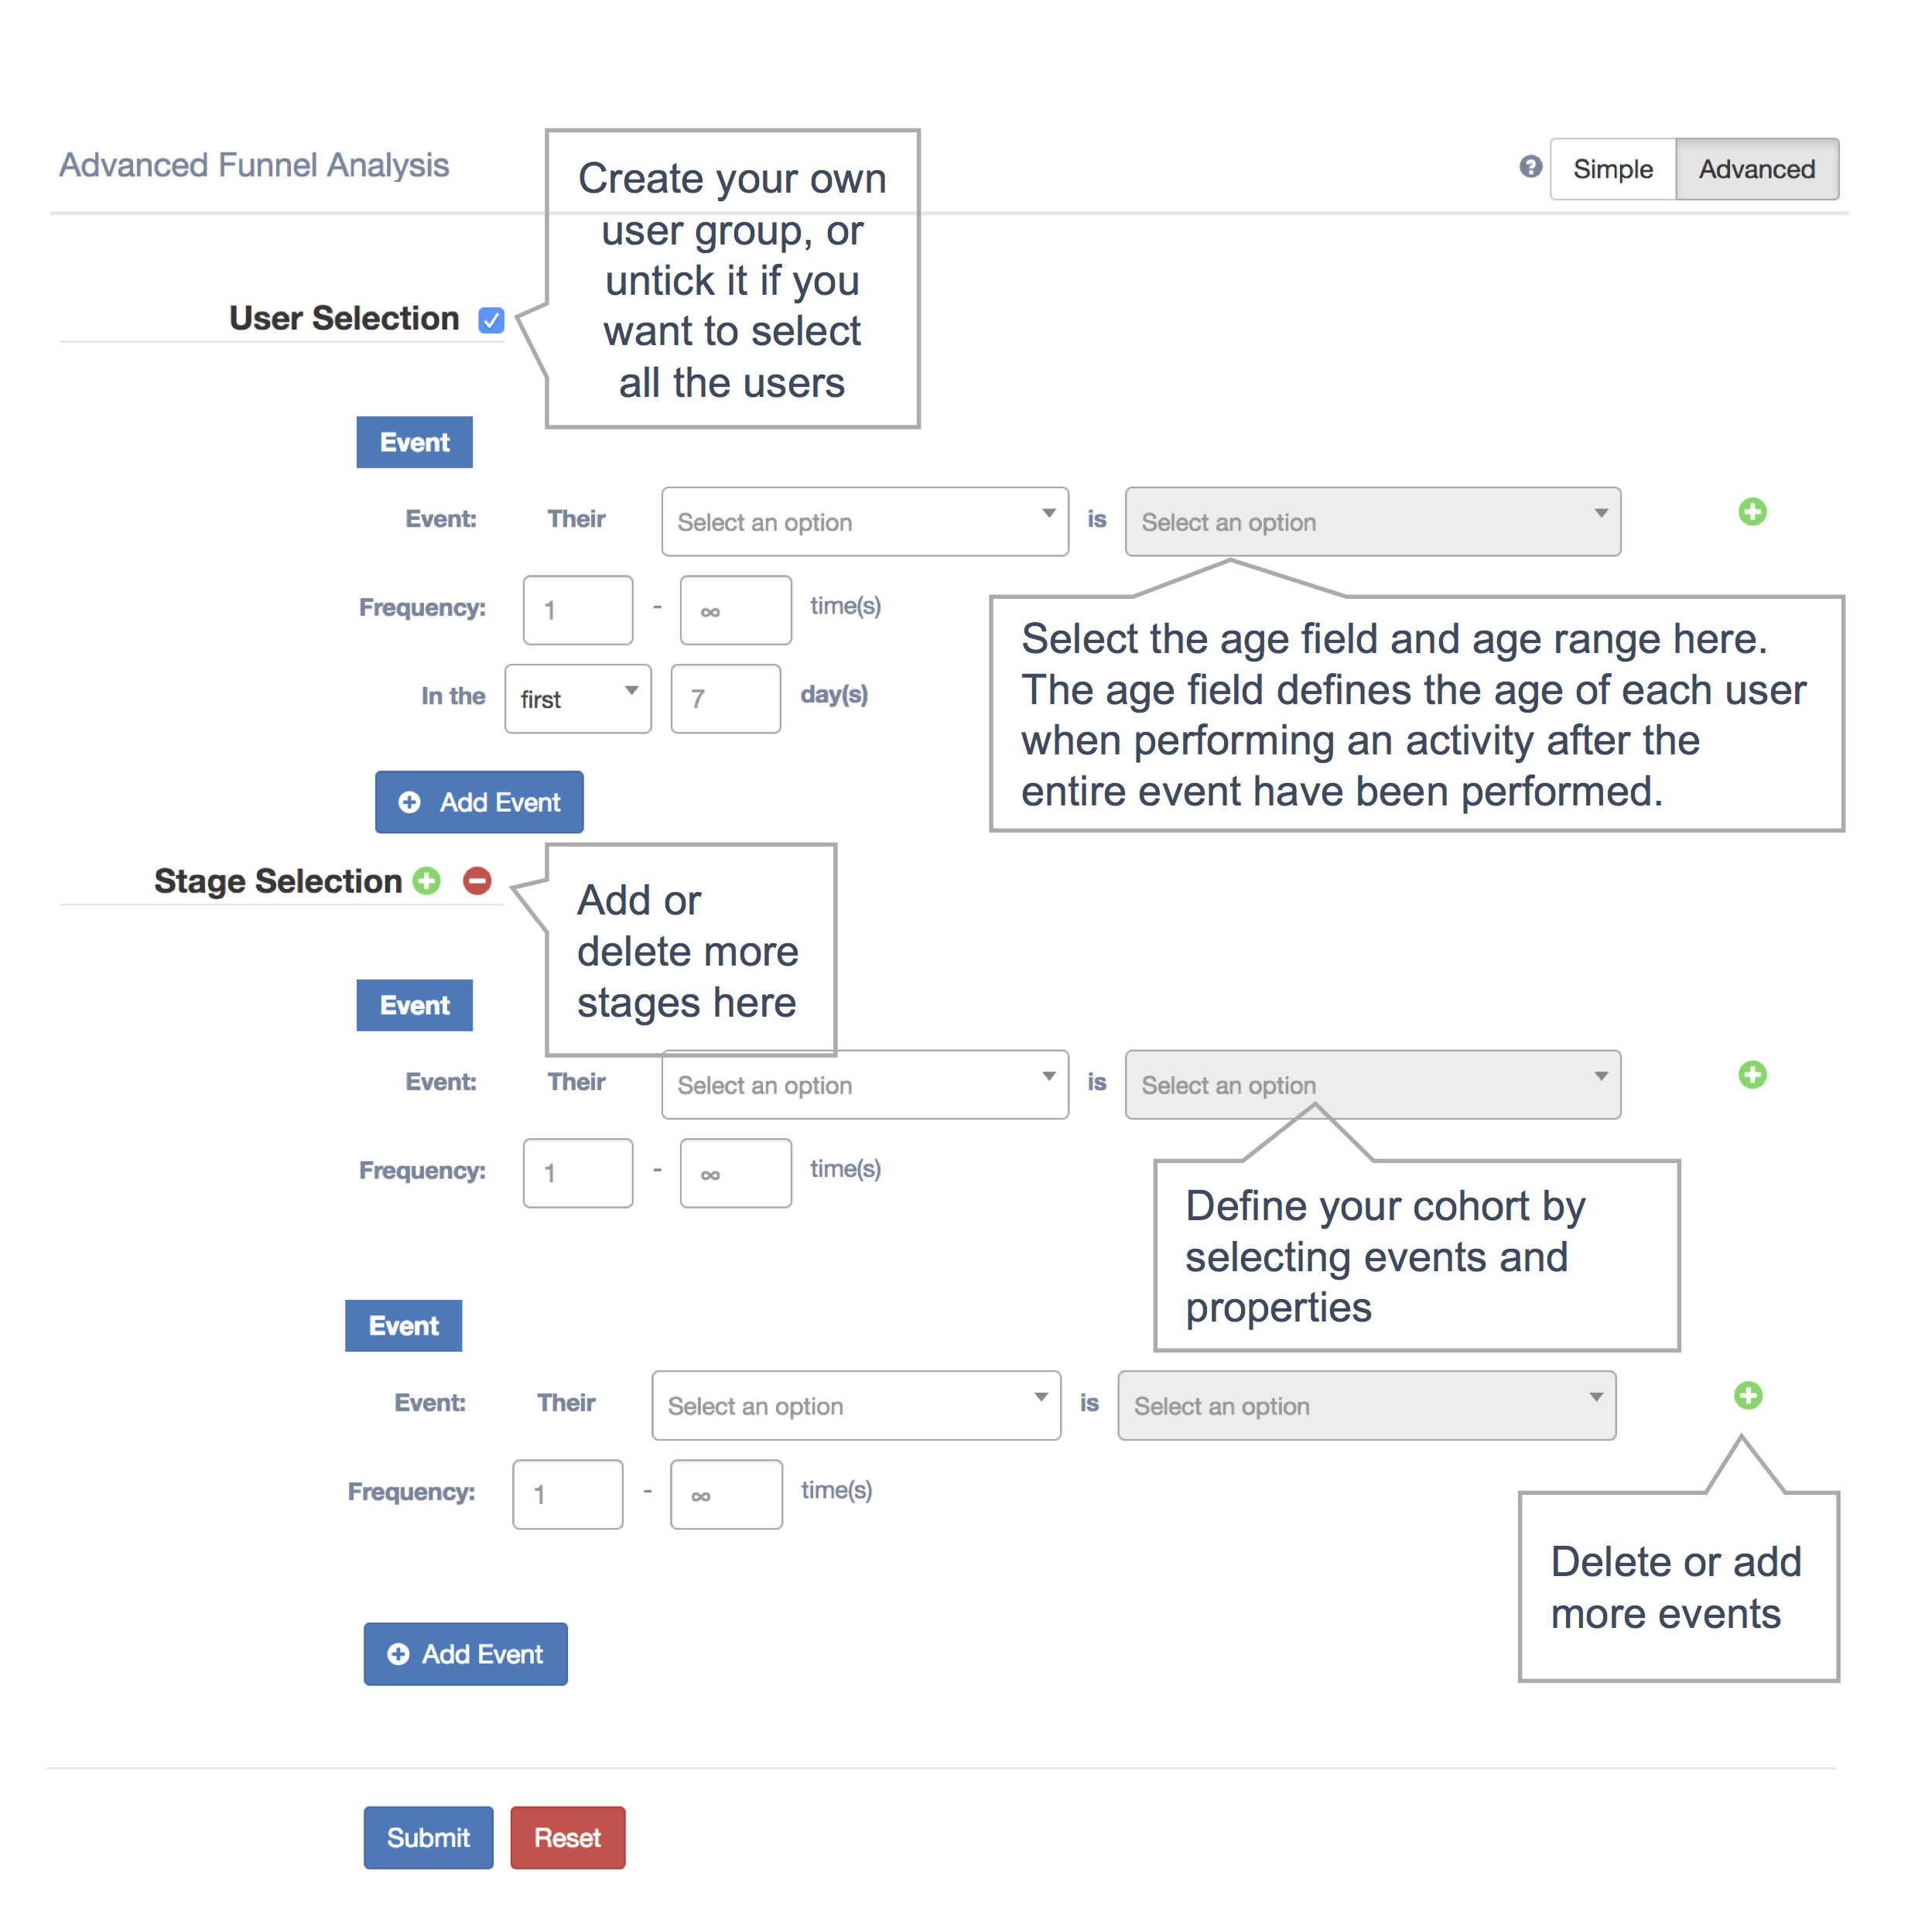 Advanced Funnel Analysis
? Simple Advanced
Create your own
user group, or
untick it if you
want to select
all the users
User Selection
Event
Event: Their Select an option is Select an option
Frequency: 1 - ∞ time(s)
In the first 7 day(s)
Select the age field and age range here.
The age field defines the age of each user
when performing an activity after the
entire event have been performed.
Add Event
Stage Selection
Add or
delete more
stages here
Event
Event: Their Select an option is Select an option
Frequency: 1 - ∞ time(s)
Define your cohort by
selecting events and
properties
Event
Event: Their Select an option is Select an option
Frequency: 1 - ∞ time(s)
Delete or add
more events
Add Event
Submit Reset